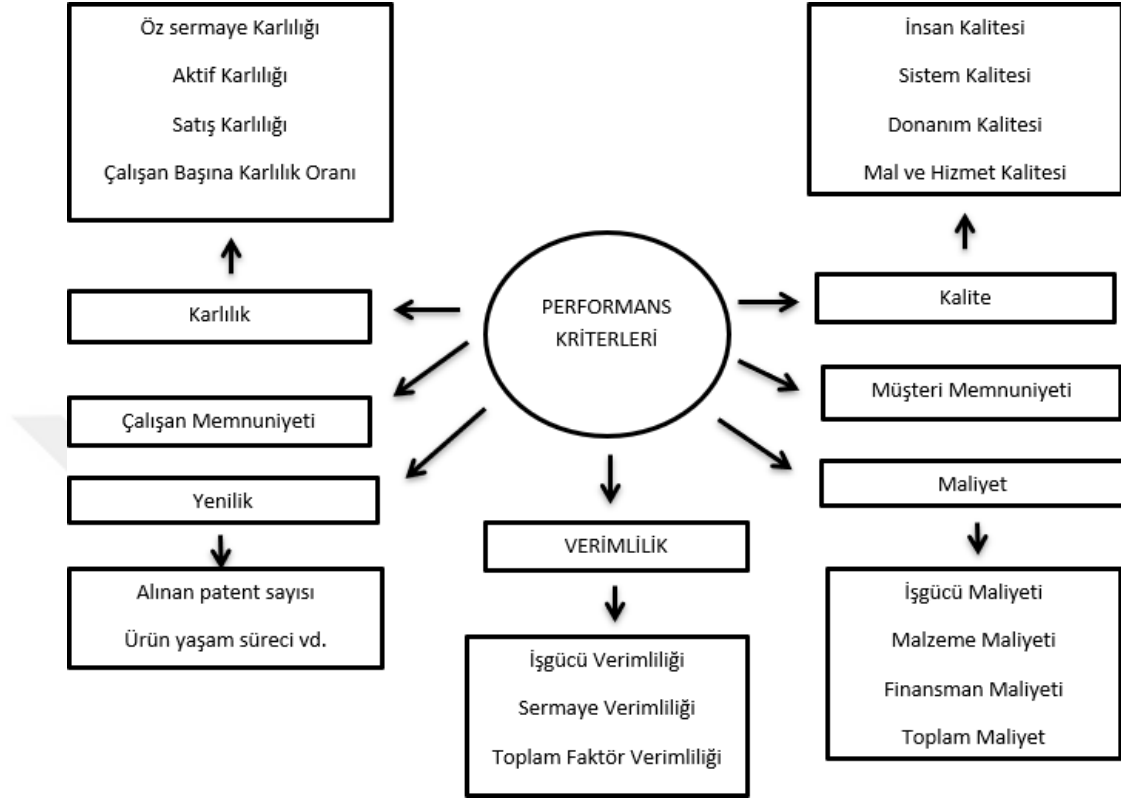 Öz sermaye Karlılığı
Aktif Karlılığı
Satış Karlılığı
Çalışan Başına Karlılık Oranı
İnsan Kalitesi
Sistem Kalitesi
Donanım Kalitesi
Mal ve Hizmet Kalitesi
PERFORMANS
KRİTERLERİ
Karlılık
Kalite
Çalışan Memnuniyeti
Müşteri Memnuniyeti
Yenilik
Maliyet
VERİMLİLİK
Alınan patent sayısı
Ürün yaşam süreci vd.
İşgücü Verimliliği
Sermaye Verimliliği
Toplam Faktör Verimliliği
İşgücü Maliyeti
Malzeme Maliyeti
Finansman Maliyeti
Toplam Maliyet